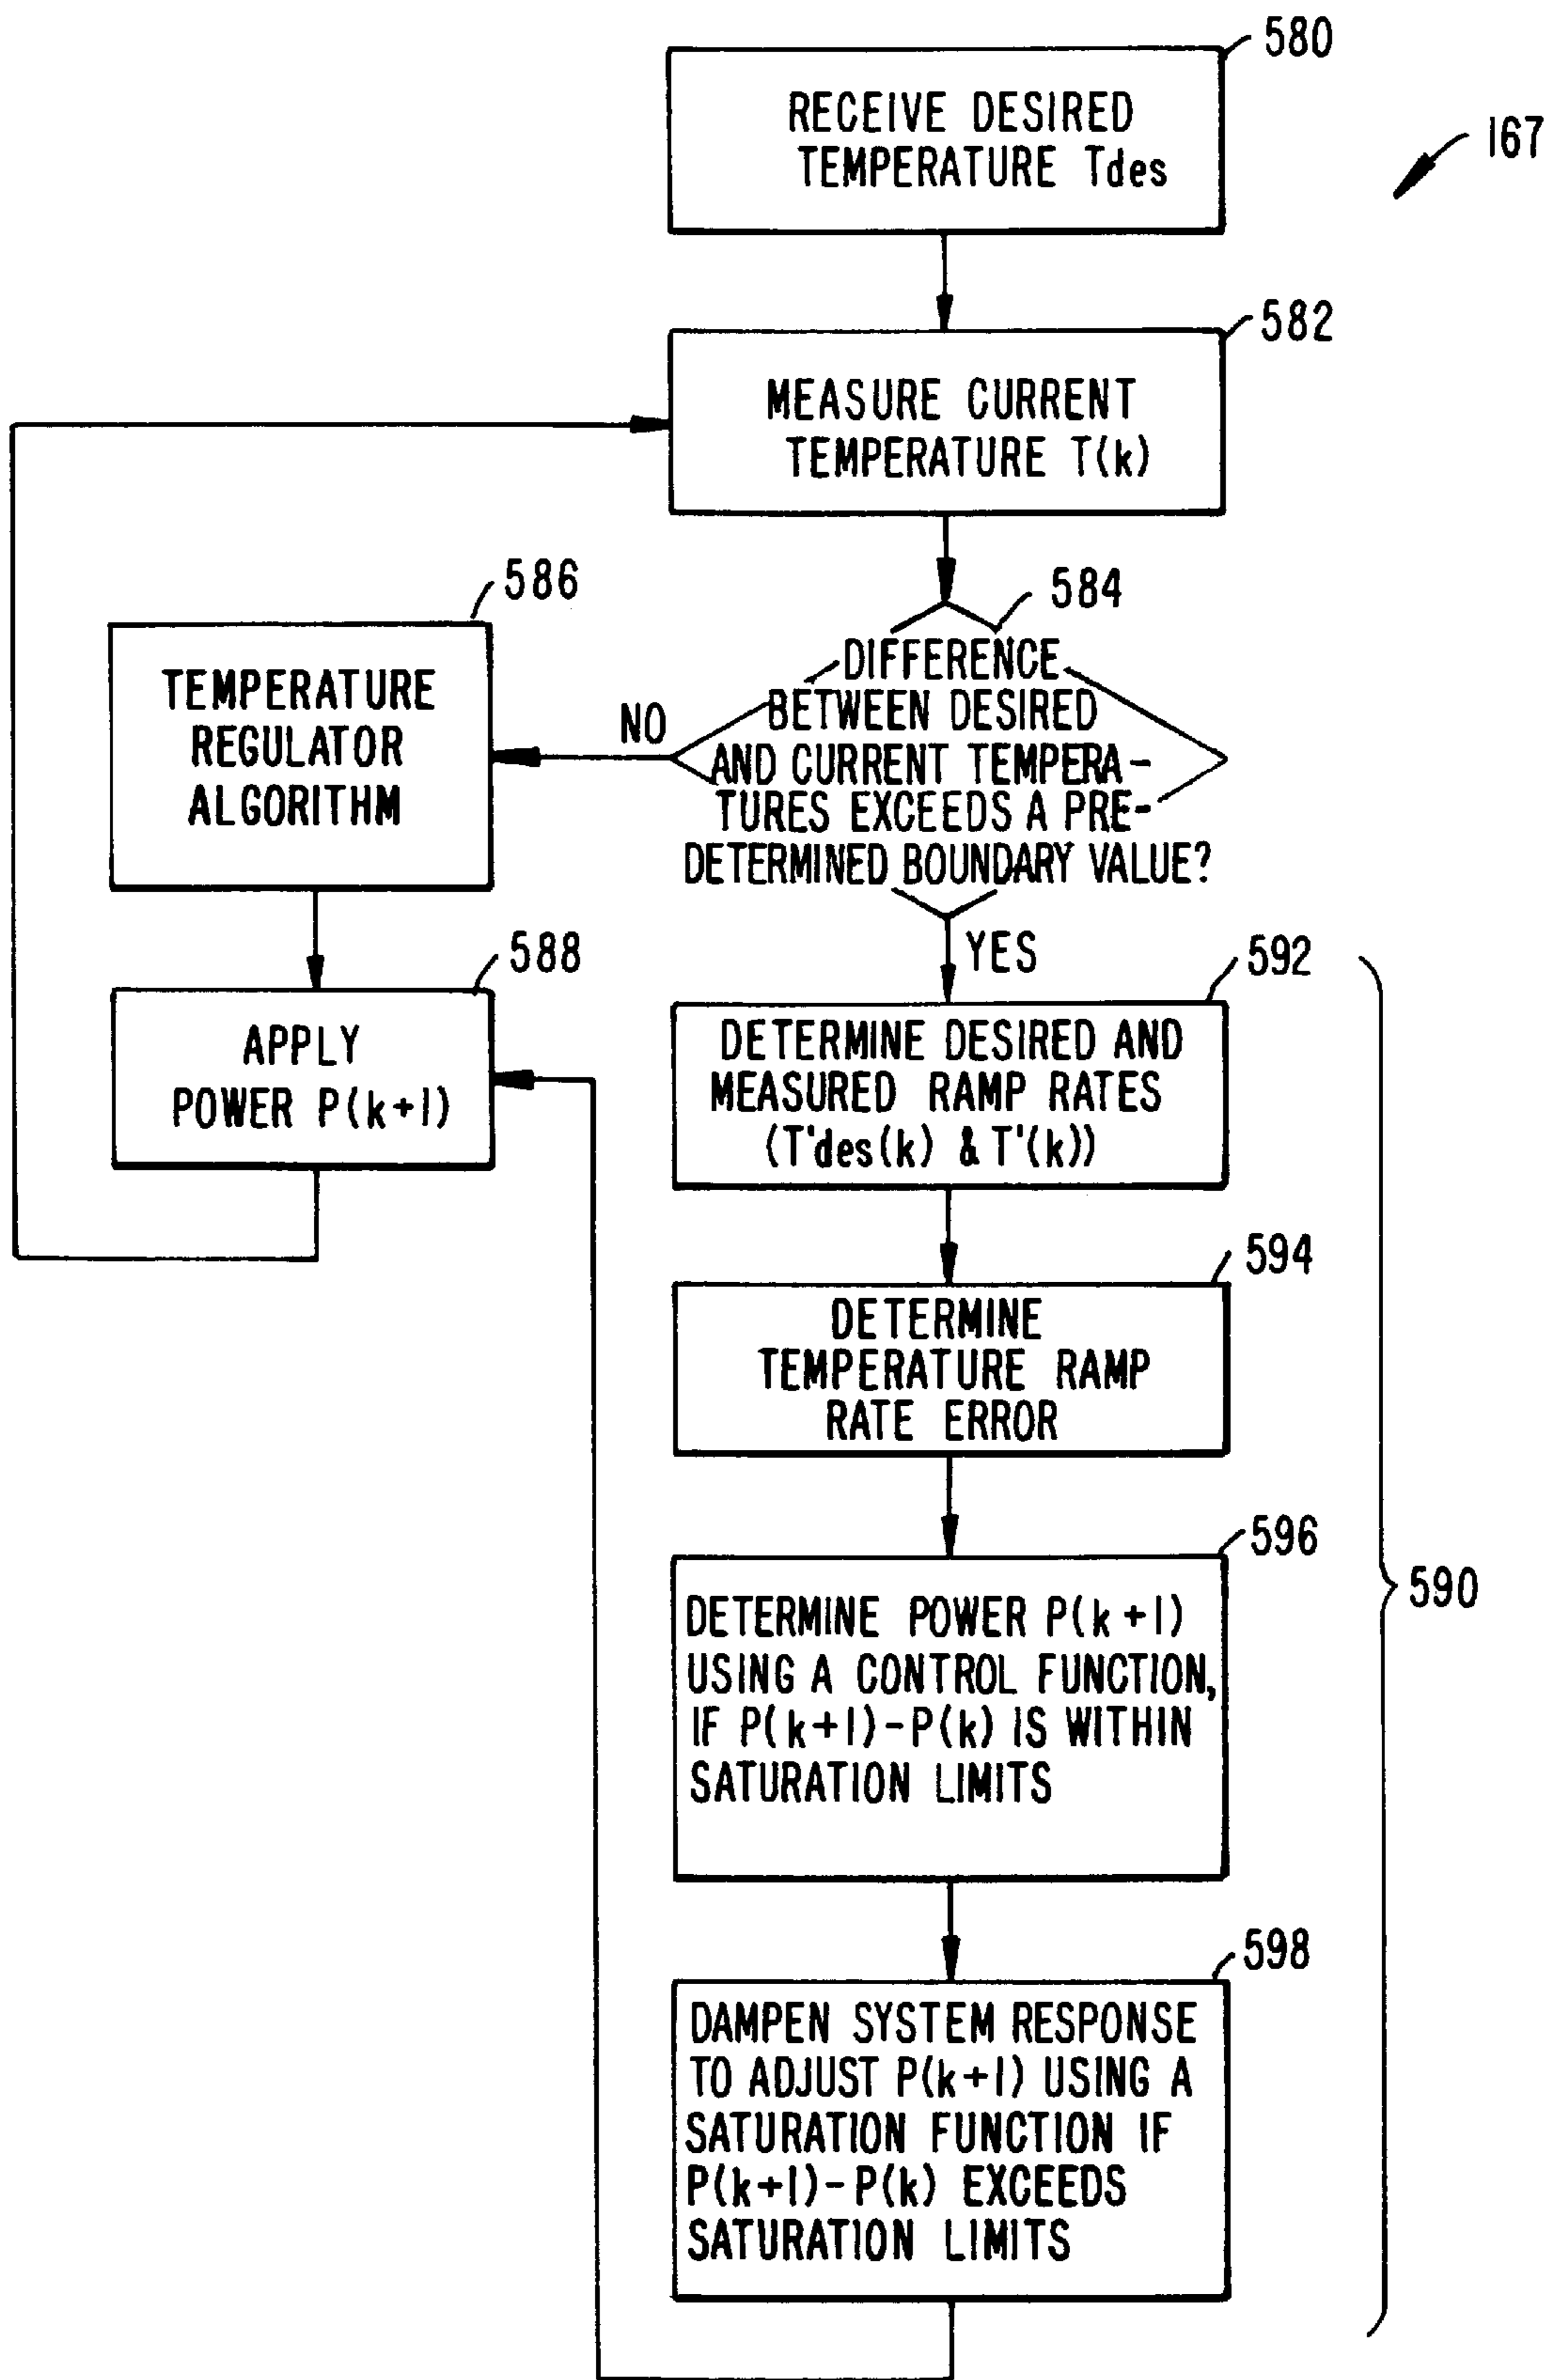 580
RECEIVE DESIRED
TEMPERATURE Tdes
167
582
MEASURE CURRENT
TEMPERATURE T(k)
584
DIFFERENCE
BETWEEN DESIRED
AND CURRENT TEMPERA-
TURES EXCEEDS A PRE-
DETERMINED BOUNDARY VALUE?
NO
586
TEMPERATURE
REGULATOR
ALGORITHM
588
APPLY
POWER P(k+1)
YES
592
DETERMINE DESIRED AND
MEASURED RAMP RATES
(T'des(k) & T'(k))
594
DETERMINE
TEMPERATURE RAMP
RATE ERROR
596
DETERMINE POWER P(k+1)
USING A CONTROL FUNCTION,
IF P(k+1)-P(k) IS WITHIN
SATURATION LIMITS
590
598
DAMPEN SYSTEM RESPONSE
TO ADJUST P(k+1) USING A
SATURATION FUNCTION IF
P(k+1)-P(k) EXCEEDS
SATURATION LIMITS